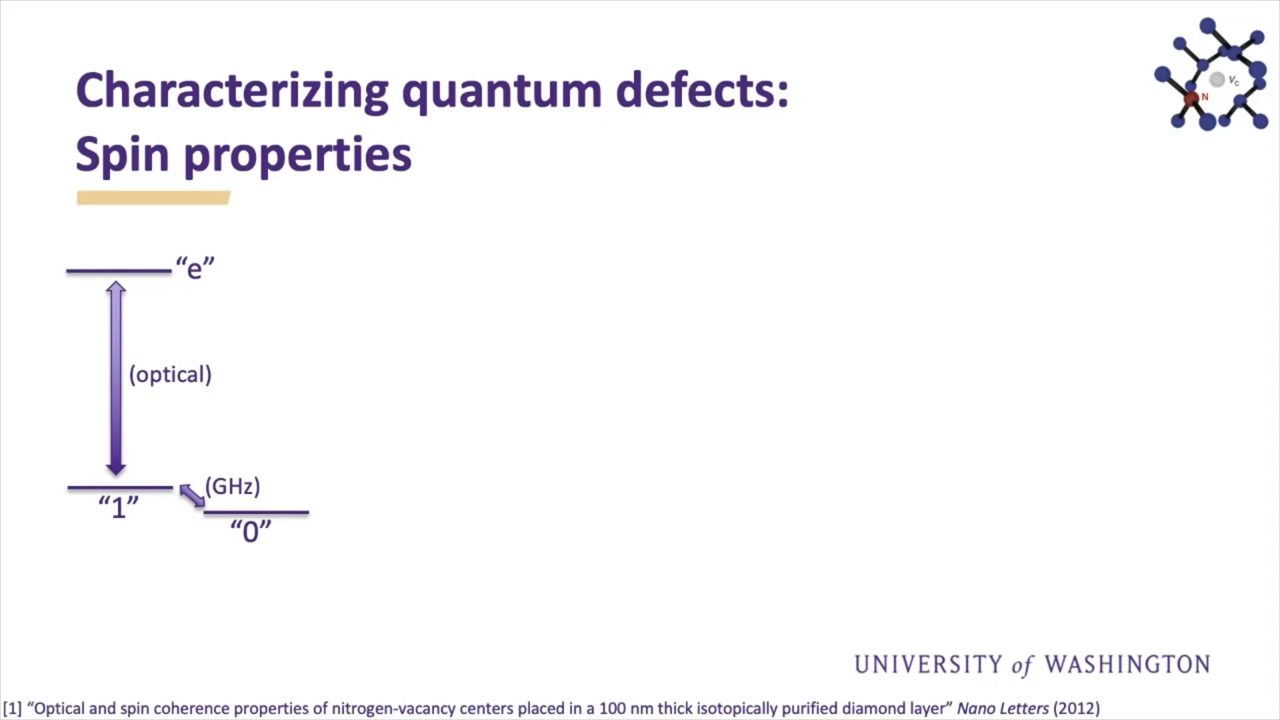 Characterizing quantum defects:
Spin properties
V_C
N
“e”
(optical)
(GHz)
“1”
“0”
UNIVERSITY of WASHINGTON
[1] “Optical and spin coherence properties of nitrogen-vacancy centers placed in a 100 nm thick isotopically purified diamond layer” Nano Letters (2012)